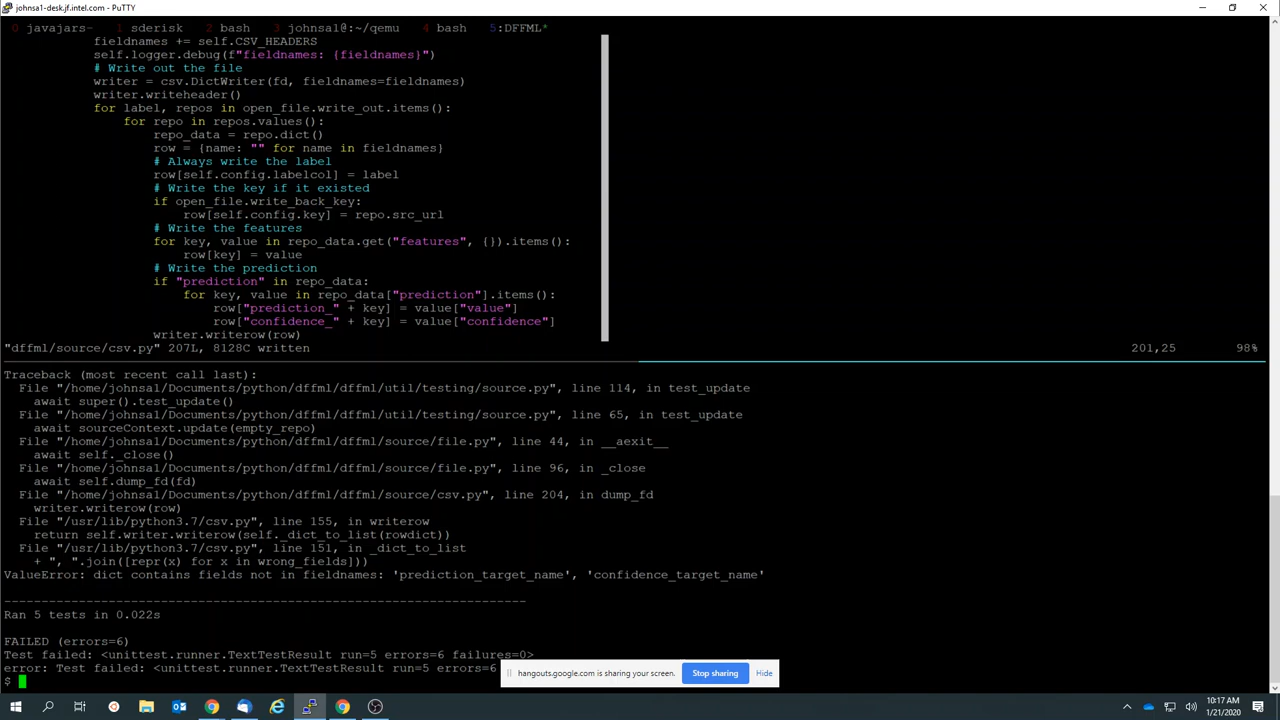 johnsa1-desk.jf.intel.com - PuTTY
0 javajars- 1 sderisk 2 bash 3 johnsa1@:~/qemu 4 bash 5:DFFML*
fieldnames += self.CSV_HEADERS
self.logger.debug(f"fieldnames: {fieldnames}")
# Write out the file
writer = csv.DictWriter(fd, fieldnames=fieldnames)
writer.writeheader()
for label, repos in open_file.write_out.items():
for repo in repos.values():
repo_data = repo.dict()
row = {name: "" for name in fieldnames}
# Always write the label
row[self.config.labelcol] = label
# Write the key if it existed
if open_file.write_back_key:
row[self.config.key] = repo.src_url
# Write the features
for key, value in repo_data.get("features", {}).items():
row[key] = value
# Write the prediction
if "prediction" in repo_data:
for key, value in repo_data["prediction"].items():
row["prediction_" + key] = value["value"]
row["confidence_" + key] = value["confidence"]
writer.writerow(row)
"dffml/source/csv.py" 207L, 8128C written 201,25 98%
Traceback (most recent call last):
File "/home/johnsa1/Documents/python/dffml/dffml/util/testing/source.py", line 114, in test_update
await super().test_update()
File "/home/johnsa1/Documents/python/dffml/dffml/util/testing/source.py", line 65, in test_update
await sourceContext.update(empty_repo)
File "/home/johnsa1/Documents/python/dffml/dffml/source/file.py", line 44, in __aexit__
await self._close()
File "/home/johnsa1/Documents/python/dffml/dffml/source/file.py", line 96, in _close
await self.dump_fd(fd)
File "/home/johnsa1/Documents/python/dffml/dffml/source/csv.py", line 204, in dump_fd
writer.writerow(row)
File "/usr/lib/python3.7/csv.py", line 155, in writerow
return self.writer.writerow(self._dict_to_list(rowdict))
File "/usr/lib/python3.7/csv.py", line 151, in _dict_to_list
+ ", ".join([repr(x) for x in wrong_fields]))
ValueError: dict contains fields not in fieldnames: 'prediction_target_name', 'confidence_target_name'
----------------------------------------------------------------------
Ran 5 tests in 0.022s
FAILED (errors=6)
Test failed: <unittest.runner.TextTestResult run=5 errors=6 failures=0>
error: Test failed: <unittest.runner.TextTestResult run=5 errors=6
$
hangouts.google.com is sharing your screen. Stop sharing Hide
10:17 AM
1/21/2020